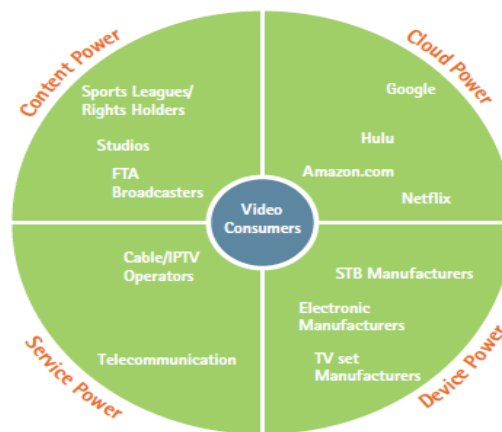 Content Power
Sports Leagues/
Rights Holders
Studios
FTA
Broadcasters
Cloud Power
Google
Hulu
Amazon.com
Netflix
Video
Consumers
Service Power
Cable/IPTV
Operators
Telecommunication
Device Power
STB Manufacturers
Electronic
Manufacturers
TV set
Manufacturers